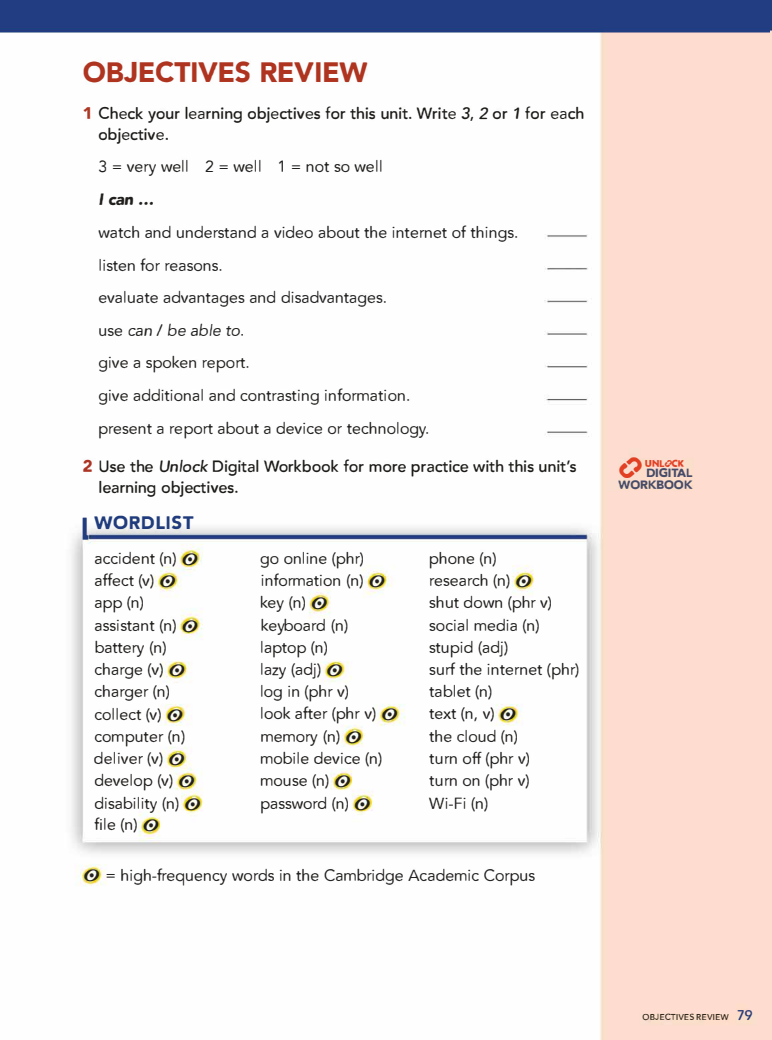 OBJECTIVES REVIEW
1 Check your learning objectives for this unit. Write 3, 2 or 1 for each
objective.
3 = very well 2 = well 1 = not so well
I can ...
watch and understand a video about the internet of things. ____
listen for reasons. ____
evaluate advantages and disadvantages. ____
use can / be able to. ____
give a spoken report. ____
give additional and contrasting information. ____
present a report about a device or technology. ____
2 Use the Unlock Digital Workbook for more practice with this unit's
learning objectives.
UNLOCK
DIGITAL
WORKBOOK
WORDLIST
accident (n)
affect (v)
app (n)
assistant (n)
battery (n)
charge (v)
charger (n)
collect (v)
computer (n)
deliver (v)
develop (v)
disability (n)
file (n)
go online (phr)
information (n)
key (n)
keyboard (n)
laptop (n)
lazy (adj)
log in (phr v)
look after (phr v)
memory (n)
mobile device (n)
mouse (n)
password (n)
phone (n)
research (n)
shut down (phr v)
social media (n)
stupid (adj)
surf the internet (phr)
tablet (n)
text (n, v)
the cloud (n)
turn off (phr v)
turn on (phr v)
Wi-Fi (n)
= high-frequency words in the Cambridge Academic Corpus
OBJECTIVES REVIEW 79